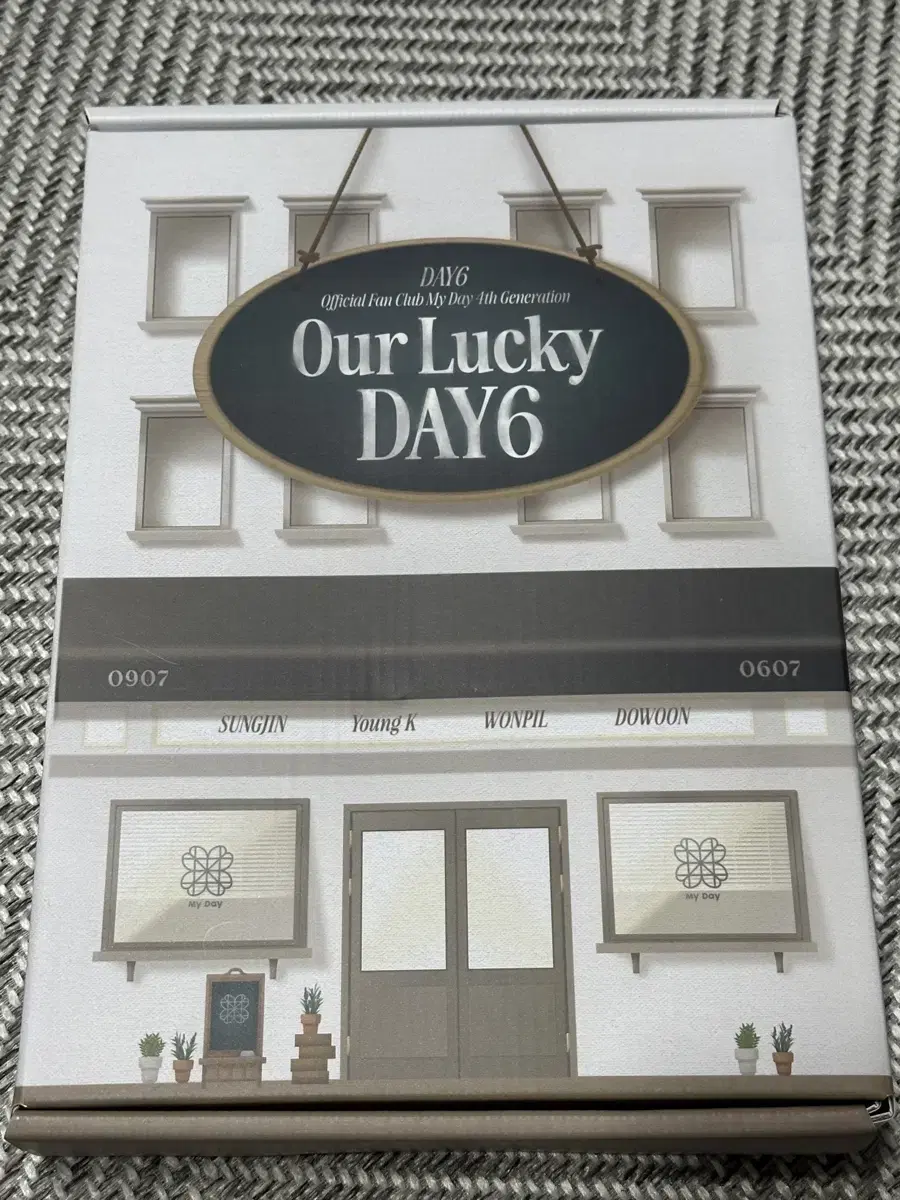 DAY6
Official Fan Club My Day 4th Generation
Our Lucky
DAY6
0907
0607
SUNGJIN Young K WONPIL DOWOON
My Day
My Day